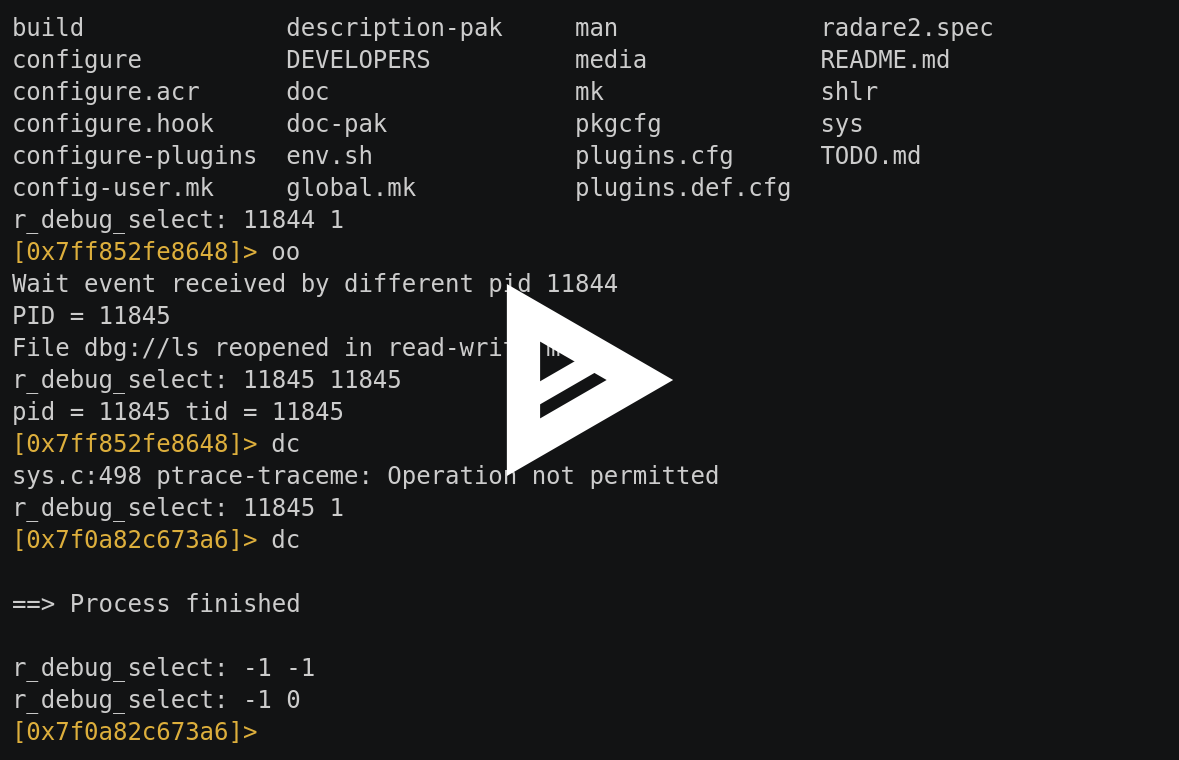 build              description-pak     man              radare2.spec
configure          DEVELOPERS          media            README.md
configure.acr      doc                 mk               shlr
configure.hook     doc-pak             pkgcfg           sys
configure-plugins  env.sh              plugins.cfg      TODO.md
config-user.mk     global.mk           plugins.def.cfg
r_debug_select: 11844 1
[0x7ff852fe8648]> oo
Wait event received by different pid 11844
PID = 11845
File dbg://ls reopened in
r_debug_select: 11845 11845
pid = 11845 tid = 11845
[0x7ff852fe8648]> dc
sys.c:498 ptrace-traceme: Operation not permitted
r_debug_select: 11845 1
[0x7f0a82c673a6]> dc
==> Process finished
r_debug_select: -1 -1
r_debug_select: -1 0
[0x7f0a82c673a6]>